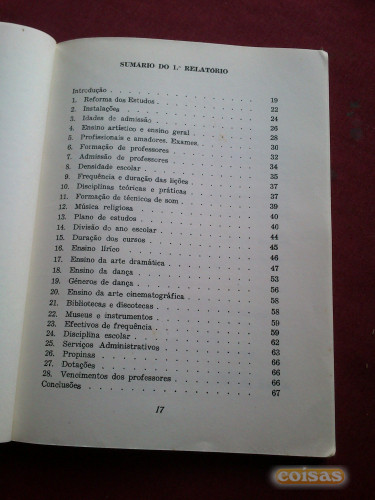 SUMÁRIO DO 1.º RELATÓRIO
Introdução . . . . . . . . . 19
1. Reforma dos Estudos . . . . . . . . . 22
2. Instalações . . . . . . . . . 24
3. Idades de admissão . . . . . . . . . 26
4. Ensino artístico e ensino geral . . . . . . . . . 28
5. Profissionais e amadores. Exames . . . . . . . . . 30
6. Formação de professores . . . . . . . . . 32
7. Admissão de professores . . . . . . . . . 34
8. Densidade escolar . . . . . . . . . 35
9. Frequência e duração das lições . . . . . . . . . 37
10. Disciplinas teóricas e práticas . . . . . . . . . 37
11. Formação de técnicos de som . . . . . . . . . 39
12. Música religiosa . . . . . . . . . 40
13. Plano de estudos . . . . . . . . . 40
14. Divisão do ano escolar . . . . . . . . . 44
15. Duração dos cursos . . . . . . . . . 45
16. Ensino lírico . . . . . . . . . 46
17. Ensino da arte dramática . . . . . . . . . 47
18. Ensino da dança . . . . . . . . . 53
19. Géneros de dança . . . . . . . . . 56
20. Ensino da arte cinematográfica . . . . . . . . . 58
21. Bibliotecas e discotecas . . . . . . . . . 58
22. Museus e instrumentos . . . . . . . . . 59
23. Efectivos de frequência . . . . . . . . . 62
24. Disciplina escolar . . . . . . . . . 63
25. Serviços Administrativos . . . . . . . . . 66
26. Propinas . . . . . . . . . 66
27. Dotações . . . . . . . . . 66
28. Vencimentos dos professores . . . . . . . . . 67
Conclusões
17
coisas